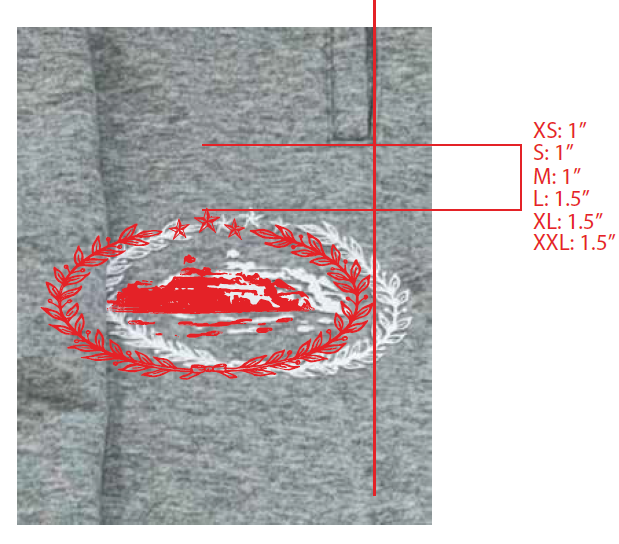 XS: 1”
S: 1”
M: 1”
L: 1.5”
XL: 1.5”
XXL: 1.5”